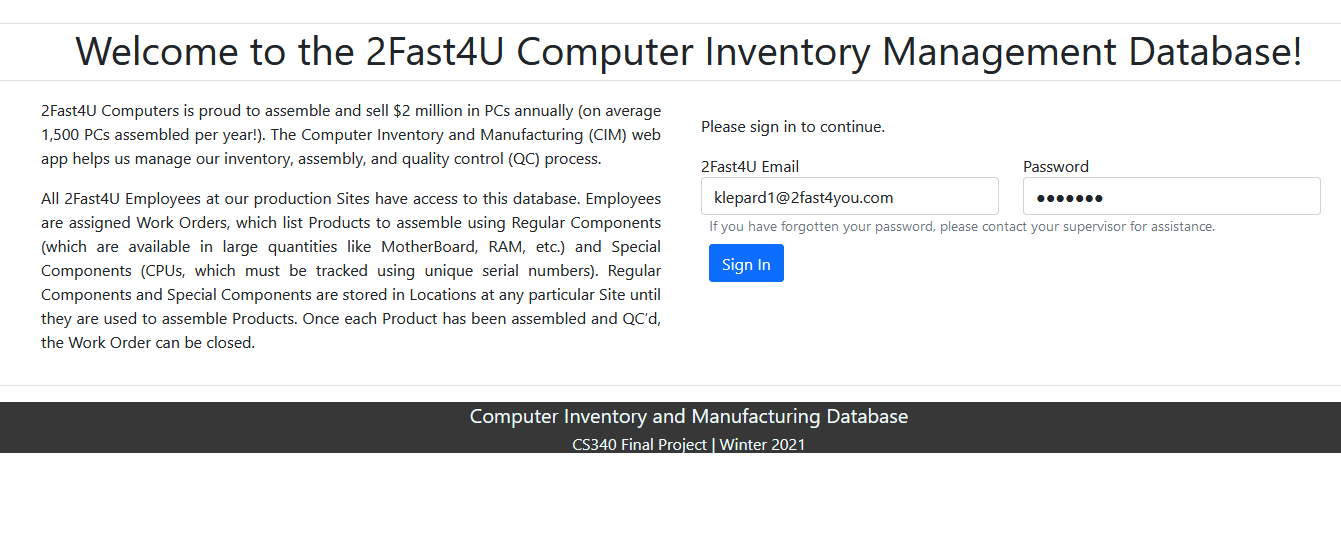 Welcome to the 2Fast4U Computer Inventory Management Database!
2Fast4U Computers is proud to assemble and sell $2 million in PCs annually (on average
1,500 PCs assembled per year!). The Computer Inventory and Manufacturing (CIM) web
app helps us manage our inventory, assembly, and quality control (QC) process.
All 2Fast4U Employees at our production Sites have access to this database. Employees
are assigned Work Orders, which list Products to assemble using Regular Components
(which are available in large quantities like MotherBoard, RAM, etc.) and Special
Components (CPUs, which must be tracked using unique serial numbers). Regular
Components and Special Components are stored in Locations at any particular Site until
they are used to assemble Products. Once each Product has been assembled and QC’d,
the Work Order can be closed.
Please sign in to continue.
2Fast4U Email
klepard1@2fast4you.com
Password
●●●●●●●
If you have forgotten your password, please contact your supervisor for assistance.
Sign In
Computer Inventory and Manufacturing Database
CS340 Final Project | Winter 2021